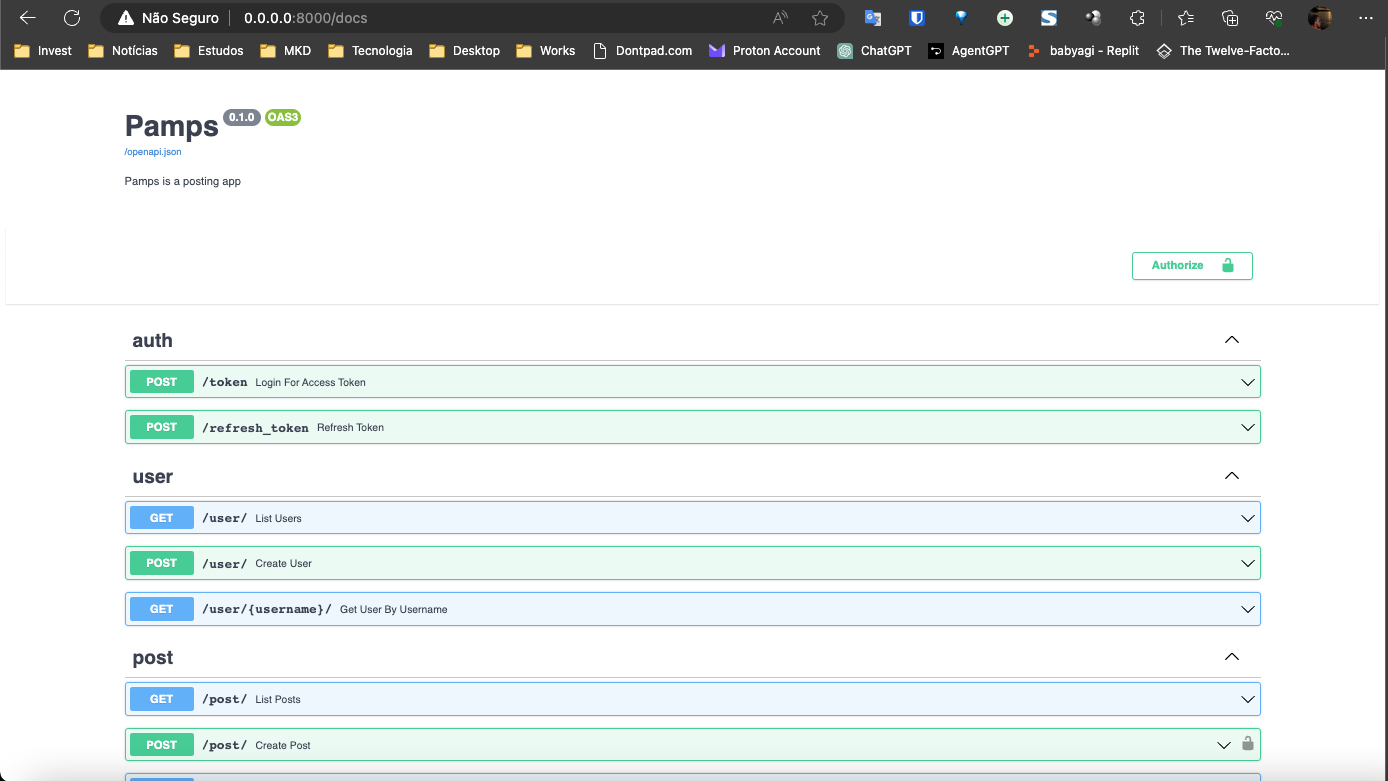 Não Seguro 0.0.0.0:8000/docs
Invest Notícias Estudos MKD Tecnologia Desktop Works Dontpad.com Proton Account ChatGPT AgentGPT babyagi - Replit The Twelve-Facto...
Pamps 0.1.0 OAS3
/openapi.json
Pamps is a posting app
Authorize
auth
POST /token Login For Access Token
POST /refresh_token Refresh Token
user
GET /user/ List Users
POST /user/ Create User
GET /user/{username}/ Get User By Username
post
GET /post/ List Posts
POST /post/ Create Post